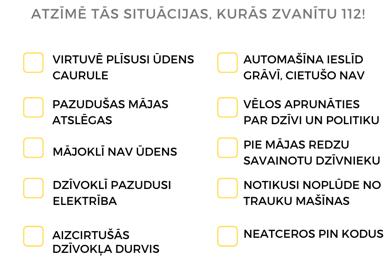 ATZĪMĒ TĀS SITUĀCIJAS, KURĀS ZVANĪTU 112!
VIRTUVĒ PLĪSUSI ŪDENS
CAURULE
PAZUDUŠAS MĀJAS
ATSLĒGAS
MĀJOKLĪ NAV ŪDENS
DZĪVOKLĪ PAZUDUSI
ELEKTRĪBA
AIZCIRTUŠĀS
DZĪVOKĻA DURVIS
AUTOMAŠĪNA IESLĪD
GRĀVĪ, CIETUŠO NAV
VĒLOS APRUNĀTIES
PAR DZĪVI UN POLITIKU
PIE MĀJAS REDZU
SAVAINOTU DZĪVNIEKU
NOTIKUSI NOPLŪDE NO
TRAUKU MAŠĪNAS
NEATCEROS PIN KODUS